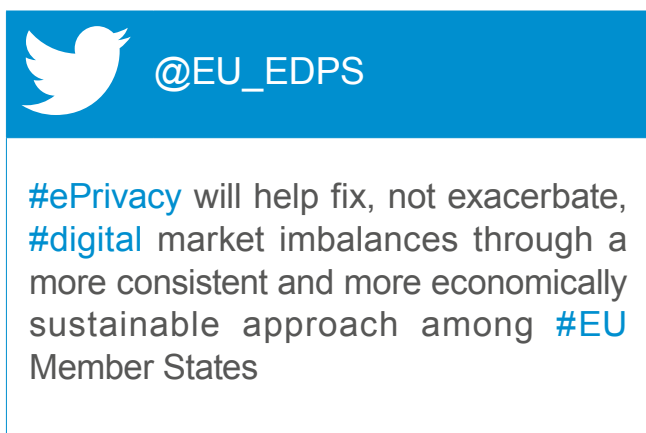 @EU_EDPS
#ePrivacy will help fix, not exacerbate,
#digital market imbalances through a
more consistent and more economically
sustainable approach among #EU
Member States